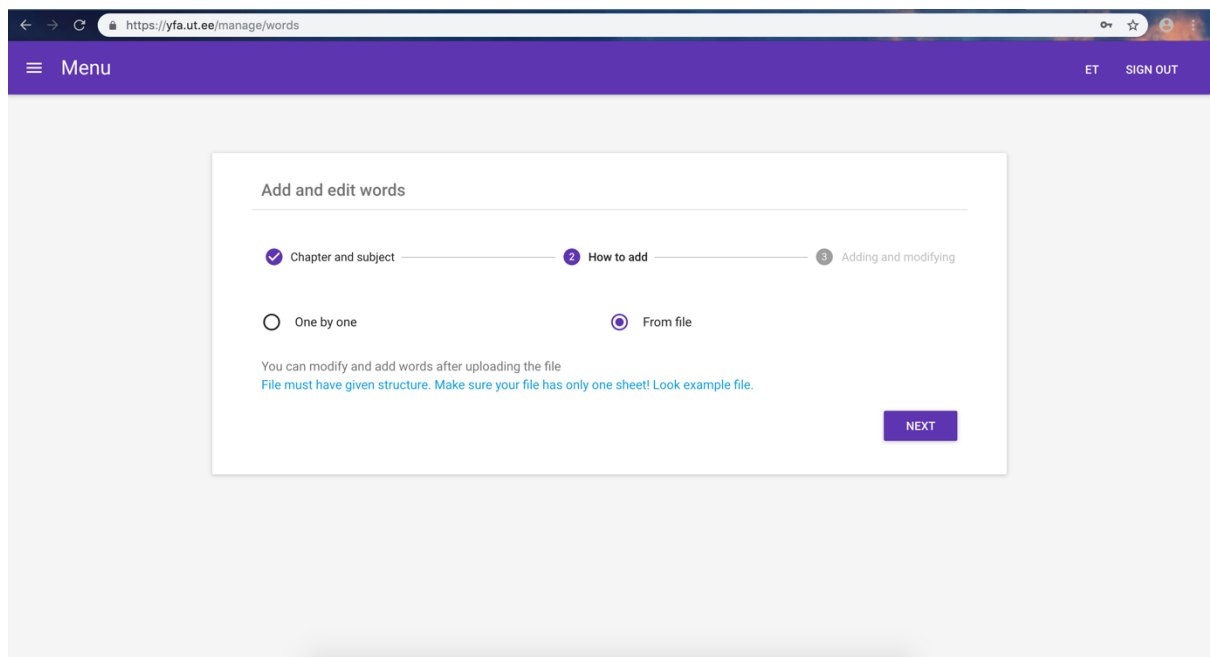 https://yfa.ut.ee/manage/words
Menu
ET SIGN OUT
Add and edit words
Chapter and subject 2 How to add 3 Adding and modifying
One by one From file
You can modify and add words after uploading the file
File must have given structure. Make sure your file has only one sheet! Look example file.
NEXT